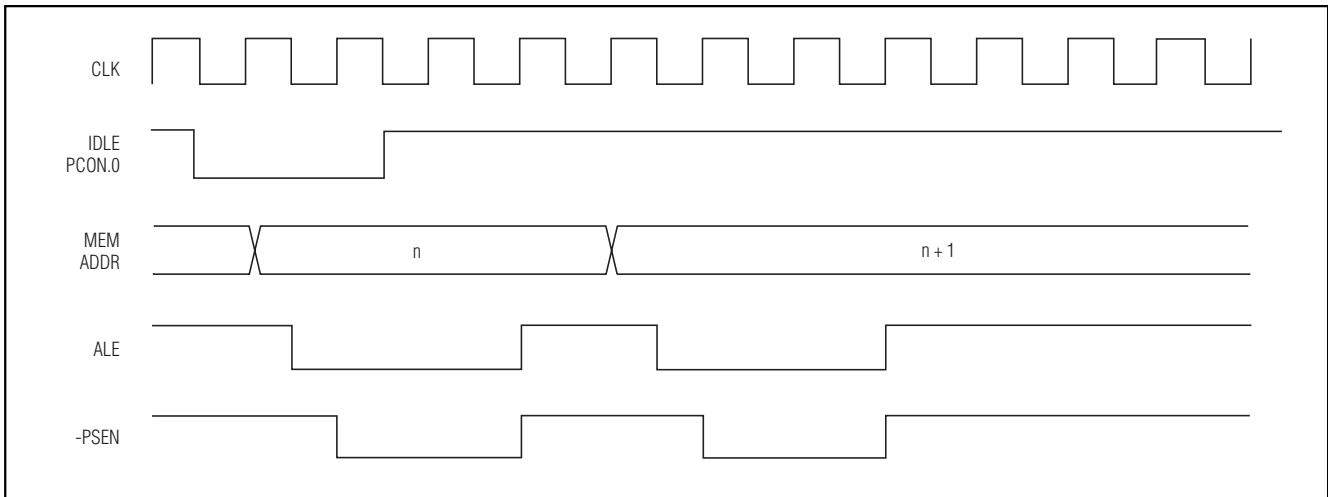 CLK
IDLE
PCON.0
MEM
ADDR
n
n + 1
ALE
-PSEN